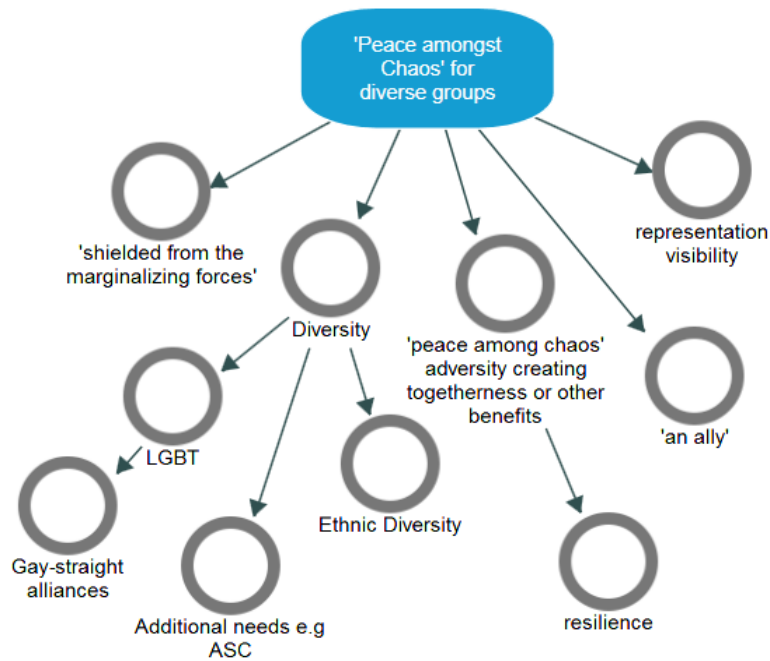 'Peace amongst
Chaos' for
diverse groups
'shielded from the
marginalizing forces'
Diversity
'peace among chaos'
adversity creating
togetherness or other
benefits
representation
visibility
'an ally'
LGBT
Gay-straight
alliances
Additional needs e.g
ASC
Ethnic Diversity
resilience